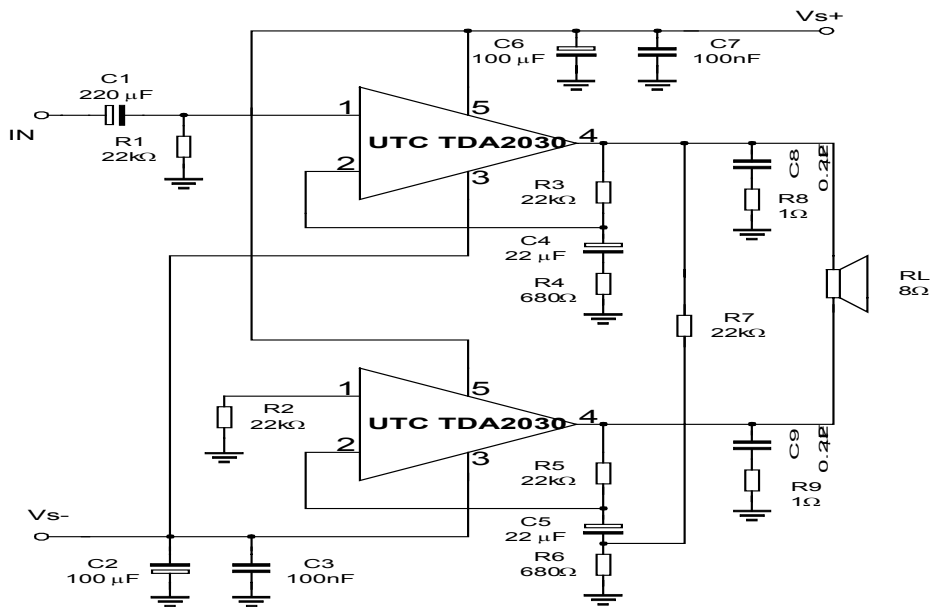 Vs+
C6
100 µF
C7
100nF
C1
220 µF
IN
R1
22kΩ
1
5
UTC TDA2030
4
2
3
R3
22kΩ
C8
R8
1Ω
C4
22 µF
R4
680Ω
RL
8Ω
R7
22kΩ
1
5
R2
22kΩ
UTC TDA2030
4
2
3
R5
22kΩ
C9
R9
1Ω
Vs-
C5
22 µF
R6
680Ω
C2
100 µF
C3
100nF